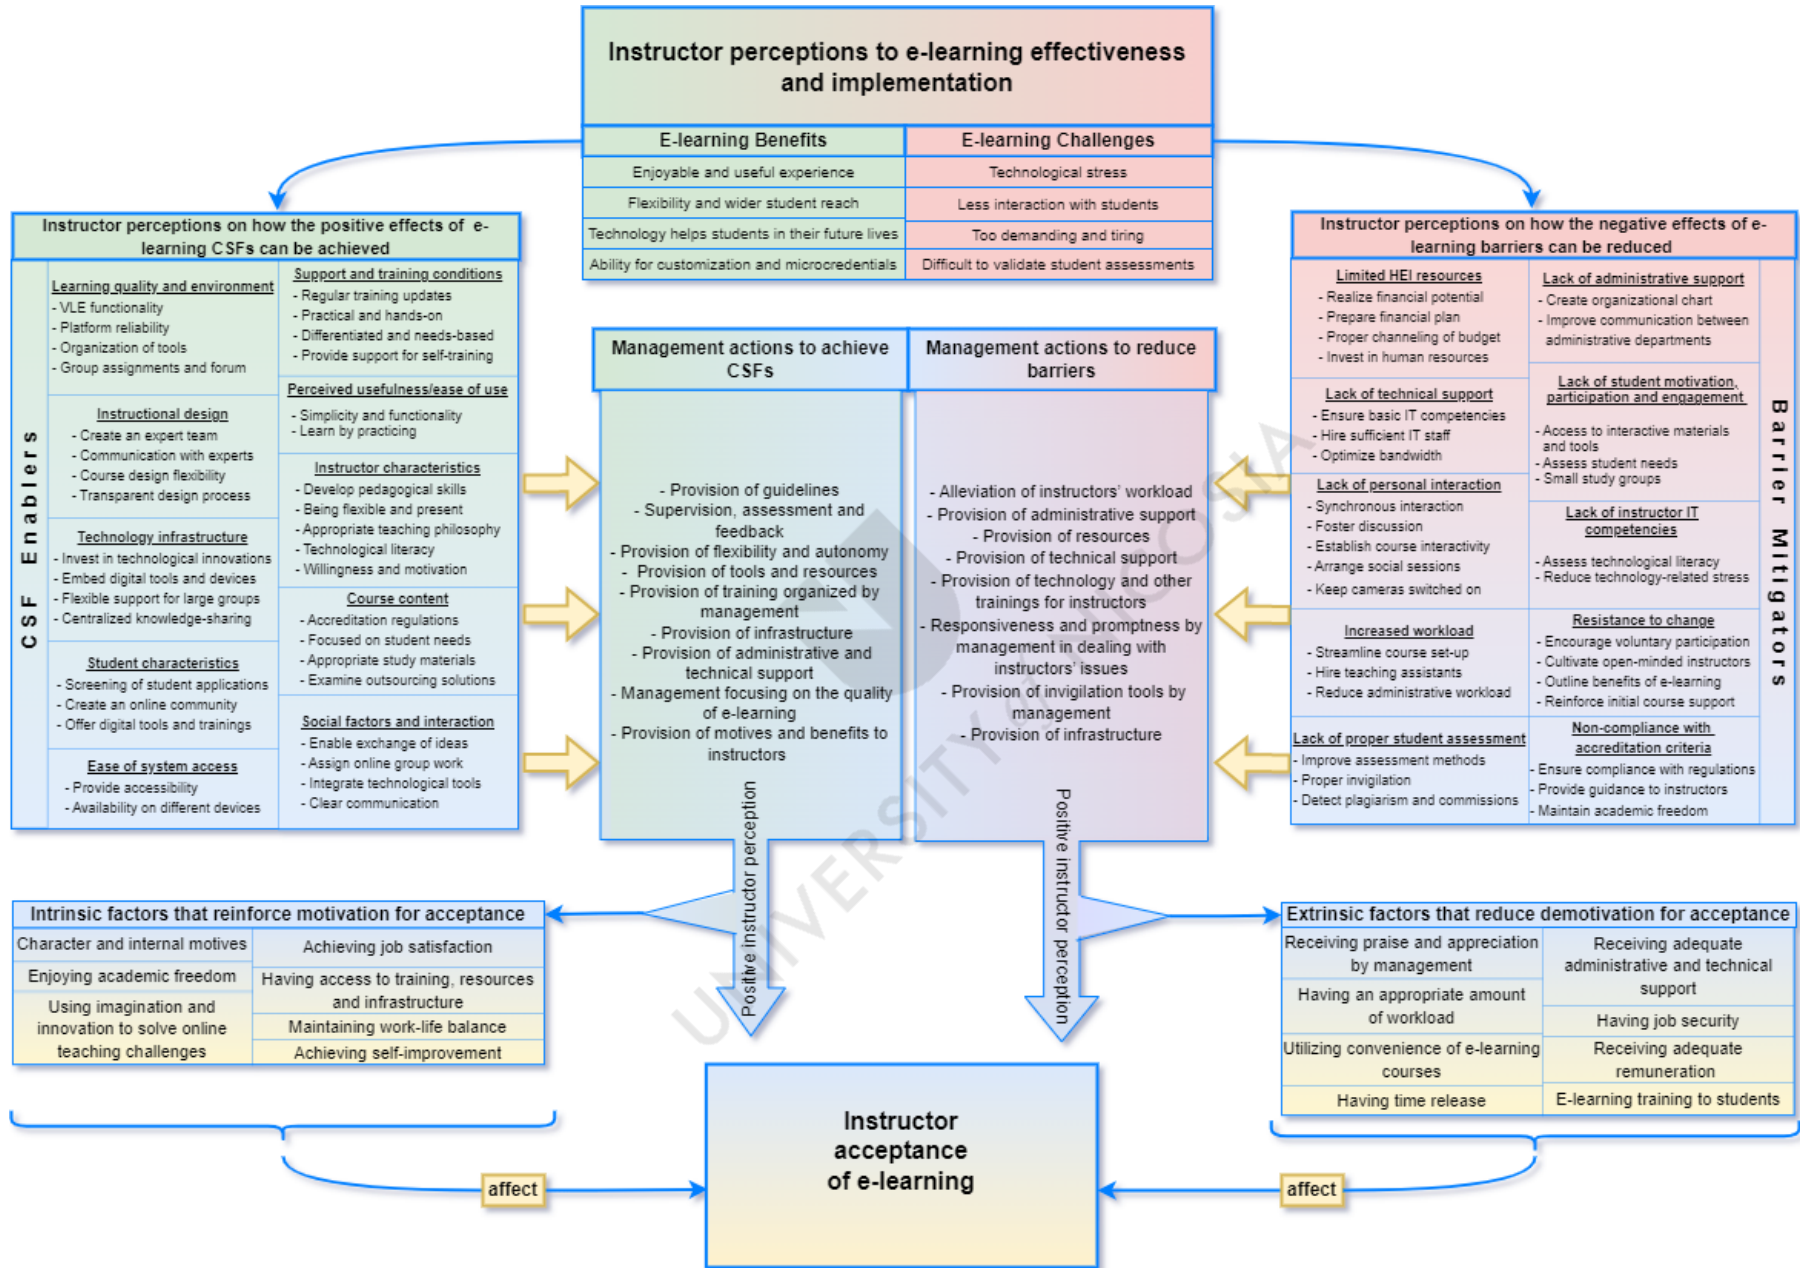 Instructor perceptions to e-learning effectiveness
and implementation
E-learning Benefits
Enjoyable and useful experience
Flexibility and wider student reach
Technology helps students in their future lives
Ability for customization and microcredentials
E-learning Challenges
Technological stress
Less interaction with students
Too demanding and tiring
Difficult to validate student assessments
Instructor perceptions on how the positive effects of e-
learning CSFs can be achieved
CSF Enablers
Learning quality and environment
- VLE functionality
- Platform reliability
- Organization of tools
- Group assignments and forum
Instructional design
- Create an expert team
- Communication with experts
- Course design flexibility
- Transparent design process
Technology infrastructure
- Invest in technological innovations
- Embed digital tools and devices
- Flexible support for large groups
- Centralized knowledge-sharing
Student characteristics
- Screening of student applications
- Create an online community
- Offer digital tools and trainings
Ease of system access
- Provide accessibility
- Availability on different devices
Support and training conditions
- Regular training updates
- Practical and hands-on
- Differentiated and needs-based
- Provide support for self-training
Perceived usefulness/ease of use
- Simplicity and functionality
- Learn by practicing
Instructor characteristics
- Develop pedagogical skills
- Being flexible and present
- Appropriate teaching philosophy
- Technological literacy
- Willingness and motivation
Course content
- Accreditation regulations
- Focused on student needs
- Appropriate study materials
- Examine outsourcing solutions
Social factors and interaction
- Enable exchange of ideas
- Assign online group work
- Integrate technological tools
- Clear communication
Management actions to achieve
CSFs
- Provision of guidelines
- Supervision, assessment and
feedback
- Provision of flexibility and autonomy
- Provision of tools and resources
- Provision of training organized by
management
- Provision of infrastructure
- Provision of administrative and
technical support
- Management focusing on the quality
of e-learning
- Provision of motives and benefits to
instructors
Positive instructor perception
Management actions to reduce
barriers
- Alleviation of instructors' workload
- Provision of administrative support
- Provision of resources
- Provision of technical support
- Provision of technology and other
trainings for instructors
- Responsiveness and promptness by
management in dealing with
instructors' issues
- Provision of invigilation tools by
management
- Provision of infrastructure
Positive instructor perception
Instructor perceptions on how the negative effects of e-
learning barriers can be reduced
Limited HEI resources
- Realize financial potential
- Prepare financial plan
- Proper channeling of budget
- Invest in human resources
Lack of technical support
- Ensure basic IT competencies
- Hire sufficient IT staff
- Optimize bandwidth
Lack of personal interaction
- Synchronous interaction
- Foster discussion
- Establish course interactivity
- Arrange social sessions
- Keep cameras switched on
Increased workload
- Streamline course set-up
- Hire teaching assistants
- Reduce administrative workload
Lack of proper student assessment
- Improve assessment methods
- Proper invigilation
- Detect plagiarism and commissions
Lack of administrative support
- Create organizational chart
- Improve communication between
administrative departments
Lack of student motivation,
participation and engagement
- Access to interactive materials
and tools
- Assess student needs
- Small study groups
Lack of instructor IT
competencies
- Assess technological literacy
- Reduce technology-related stress
Resistance to change
- Encourage voluntary participation
- Cultivate open-minded instructors
- Outline benefits of e-learning
- Reinforce initial course support
Non-compliance with
accreditation criteria
- Ensure compliance with regulations
- Provide guidance to instructors
- Maintain academic freedom
Barrier Mitigators
UNIVERSITY of NICOSIA
Intrinsic factors that reinforce motivation for acceptance
Character and internal motives
Enjoying academic freedom
Using imagination and
innovation to solve online
teaching challenges
Achieving job satisfaction
Having access to training, resources
and infrastructure
Maintaining work-life balance
Achieving self-improvement
Extrinsic factors that reduce demotivation for acceptance
Receiving praise and appreciation
by management
Having an appropriate amount
of workload
Utilizing convenience of e-learning
courses
Having time release
Receiving adequate
administrative and technical
support
Having job security
Receiving adequate
remuneration
E-learning training to students
affect
Instructor
acceptance
of e-learning
affect